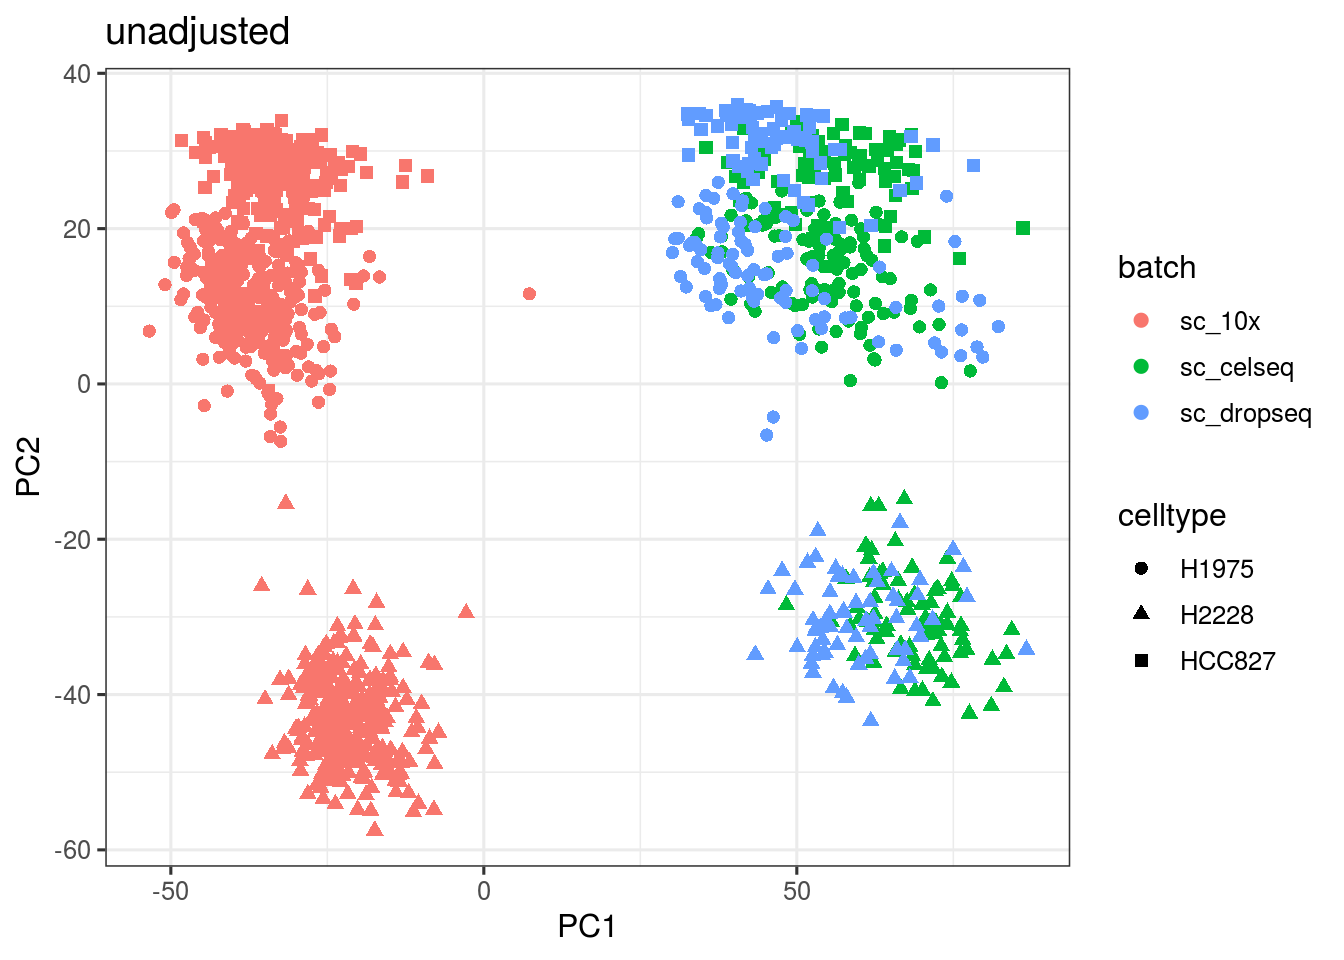 unadjusted
40
20
0
-20
-40
-60
PC2
-50
0
50
PC1
batch
sc_10x
sc_celseq
sc_dropseq
celltype
H1975
H2228
HCC827